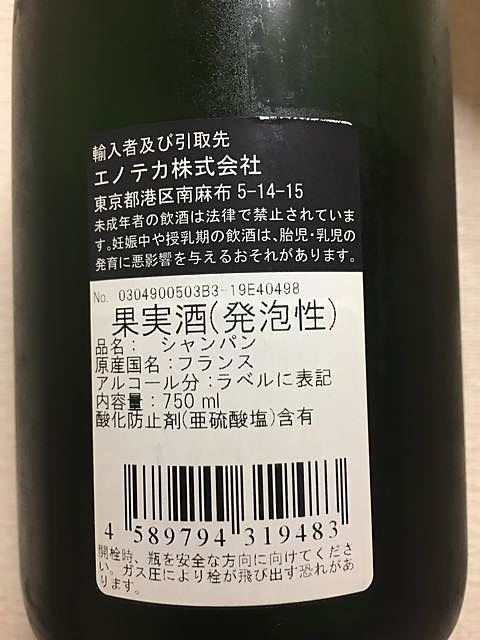 輸入者及び引取先
エノテカ株式会社
東京都港区南麻布 5-14-15
未成年者の飲酒は法律で禁止されていま
す。妊娠中や授乳期の飲酒は、胎児・乳児の
発育に悪影響を与えるおそれがあります。
No. 0304900503B3-19E40498
果実酒(発泡性)
品名: シャンパン
原産国名:フランス
アルコール分:ラベルに表記
内容量:750 ml
酸化防止剤(亜硫酸塩)含有
4 589794 319483
開栓時、瓶を安全な方向に向けてくださ
い。ガス圧により栓が飛び出す恐れがあ
ります。